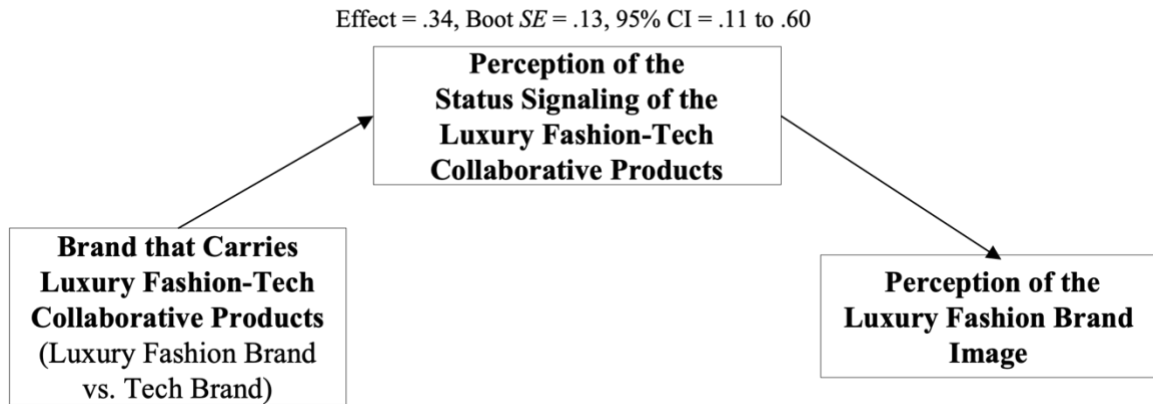 Effect = .34, Boot SE = .13, 95% CI = .11 to .60
Perception of the
Status Signaling of the
Luxury Fashion-Tech
Collaborative Products
Brand that Carries
Luxury Fashion-Tech
Collaborative Products
(Luxury Fashion Brand
vs. Tech Brand)
Perception of the
Luxury Fashion Brand
Image